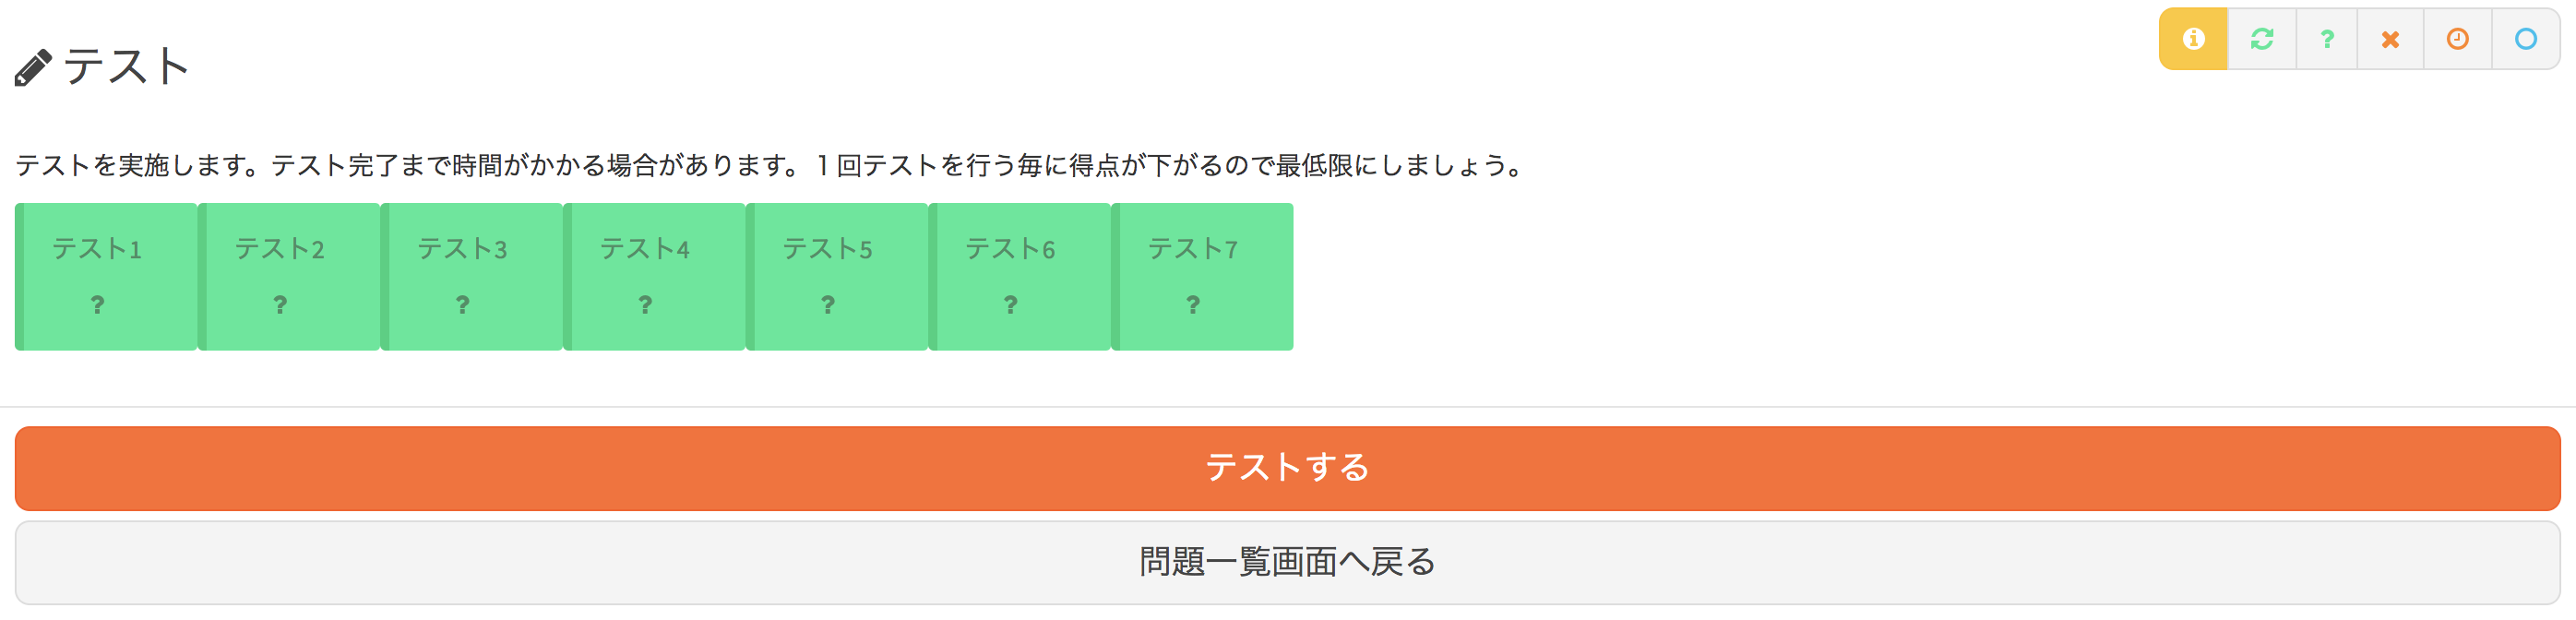 テスト
テストを実施します。テスト完了まで時間がかかる場合があります。１回テストを行う毎に得点が下がるので最低限にしましょう。
テスト1 テスト2 テスト3 テスト4 テスト5 テスト6 テスト7
? ? ? ? ? ? ?
テストする
問題一覧画面へ戻る